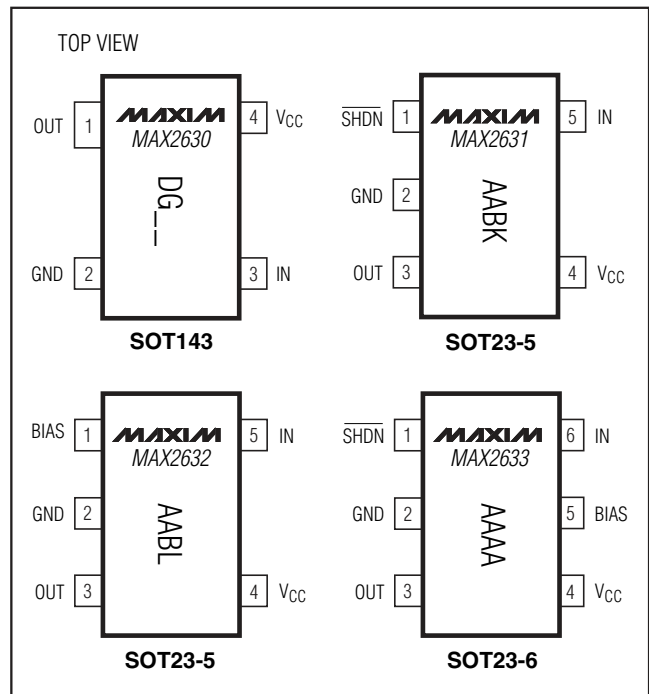 TOP VIEW
OUT 1 MAXIM 4 VCC
MAX2630
DG_ _
GND 2 3 IN
SOT143
SHDN 1 MAXIM 5 IN
MAX2631
GND 2
AABK
OUT 3 4 VCC
SOT23-5
BIAS 1 MAXIM 5 IN
MAX2632
GND 2
AABL
OUT 3 4 VCC
SOT23-5
SHDN 1 MAXIM 6 IN
MAX2633
GND 2 5 BIAS
AAAA
OUT 3 4 VCC
SOT23-6